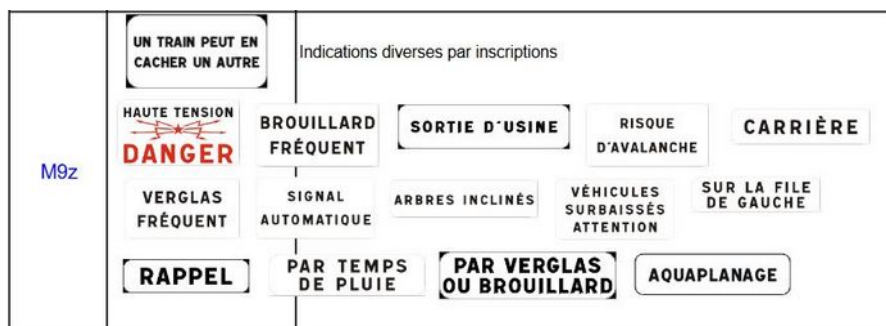 UN TRAIN PEUT EN
CACHER UN AUTRE
Indications diverses par inscriptions
M9z
HAUTE TENSION
DANGER
BROUILLARD
FRÉQUENT
SORTIE D'USINE
RISQUE
D'AVALANCHE
CARRIÈRE
VERGLAS
FRÉQUENT
SIGNAL
AUTOMATIQUE
ARBRES INCLINÉS
VÉHICULES
SURBAISSÉS
ATTENTION
SUR LA FILE
DE GAUCHE
RAPPEL
PAR TEMPS
DE PLUIE
PAR VERGLAS
OU BROUILLARD
AQUAPLANAGE